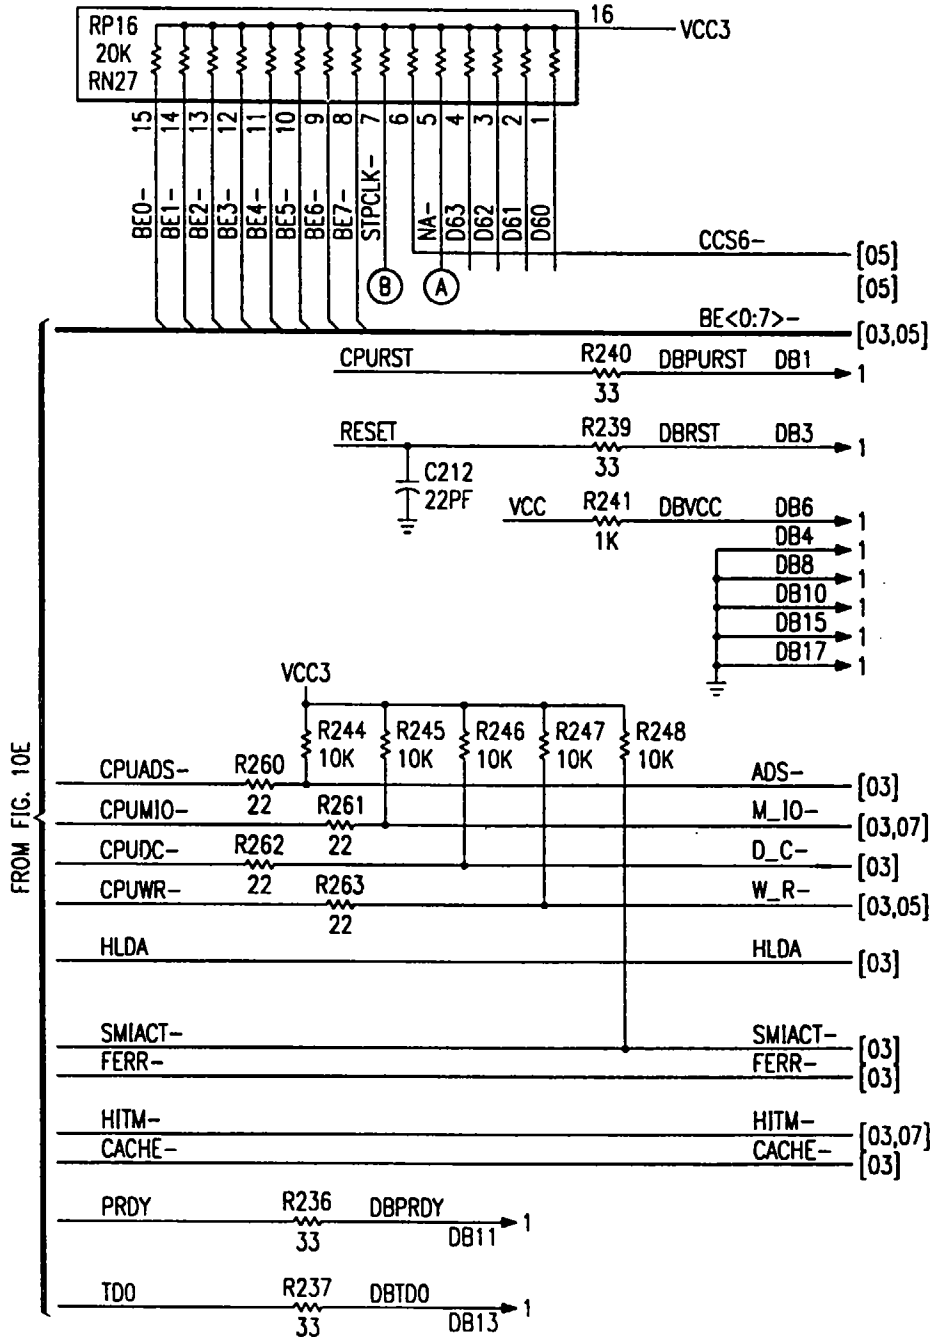 RP16
20K
RN27
16
VCC3
15
14
13
12
11
10
9
8
7
6
5
4
3
2
1
BE0-
BE1-
BE2-
BE3-
BE4-
BE5-
BE6-
BE7-
STPCLK-
NA-
D63
D62
D61
D60
B
A
CCS6-
[05]
[05]
BE<0:7>-
[03,05]
CPURST
R240
33
DBPURST
DB1
1
RESET
R239
33
DBRST
DB3
1
C212
22PF
VCC
R241
1K
DBVCC
DB6
1
DB4
1
DB8
1
DB10
1
DB15
1
DB17
1
VCC3
R244
10K
R245
10K
R246
10K
R247
10K
R248
10K
FROM FIG. 10E
CPUADS-
R260
22
ADS-
[03]
CPUMIO-
R261
22
M_IO-
[03,07]
CPUDC-
R262
22
D_C-
[03]
CPUWR-
R263
22
W_R-
[03,05]
HLDA
HLDA
[03]
SMIACT-
SMIACT-
[03]
FERR-
FERR-
[03]
HITM-
HITM-
[03,07]
CACHE-
CACHE-
[03]
PRDY
R236
33
DBPRDY
DB11
1
TDO
R237
33
DBTDO
DB13
1